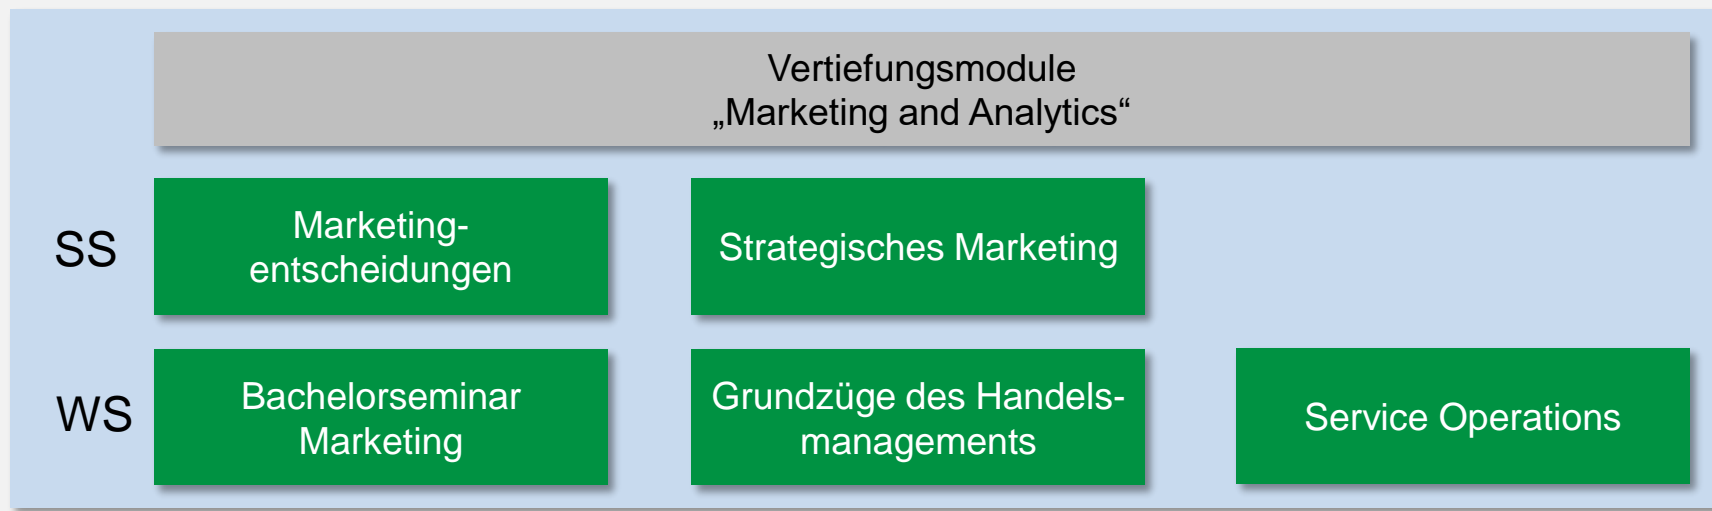 Vertiefungsmodule
„Marketing and Analytics“
SS
Marketing-
entscheidungen
Strategisches Marketing
WS
Bachelorseminar
Marketing
Grundzüge des Handels-
managements
Service Operations